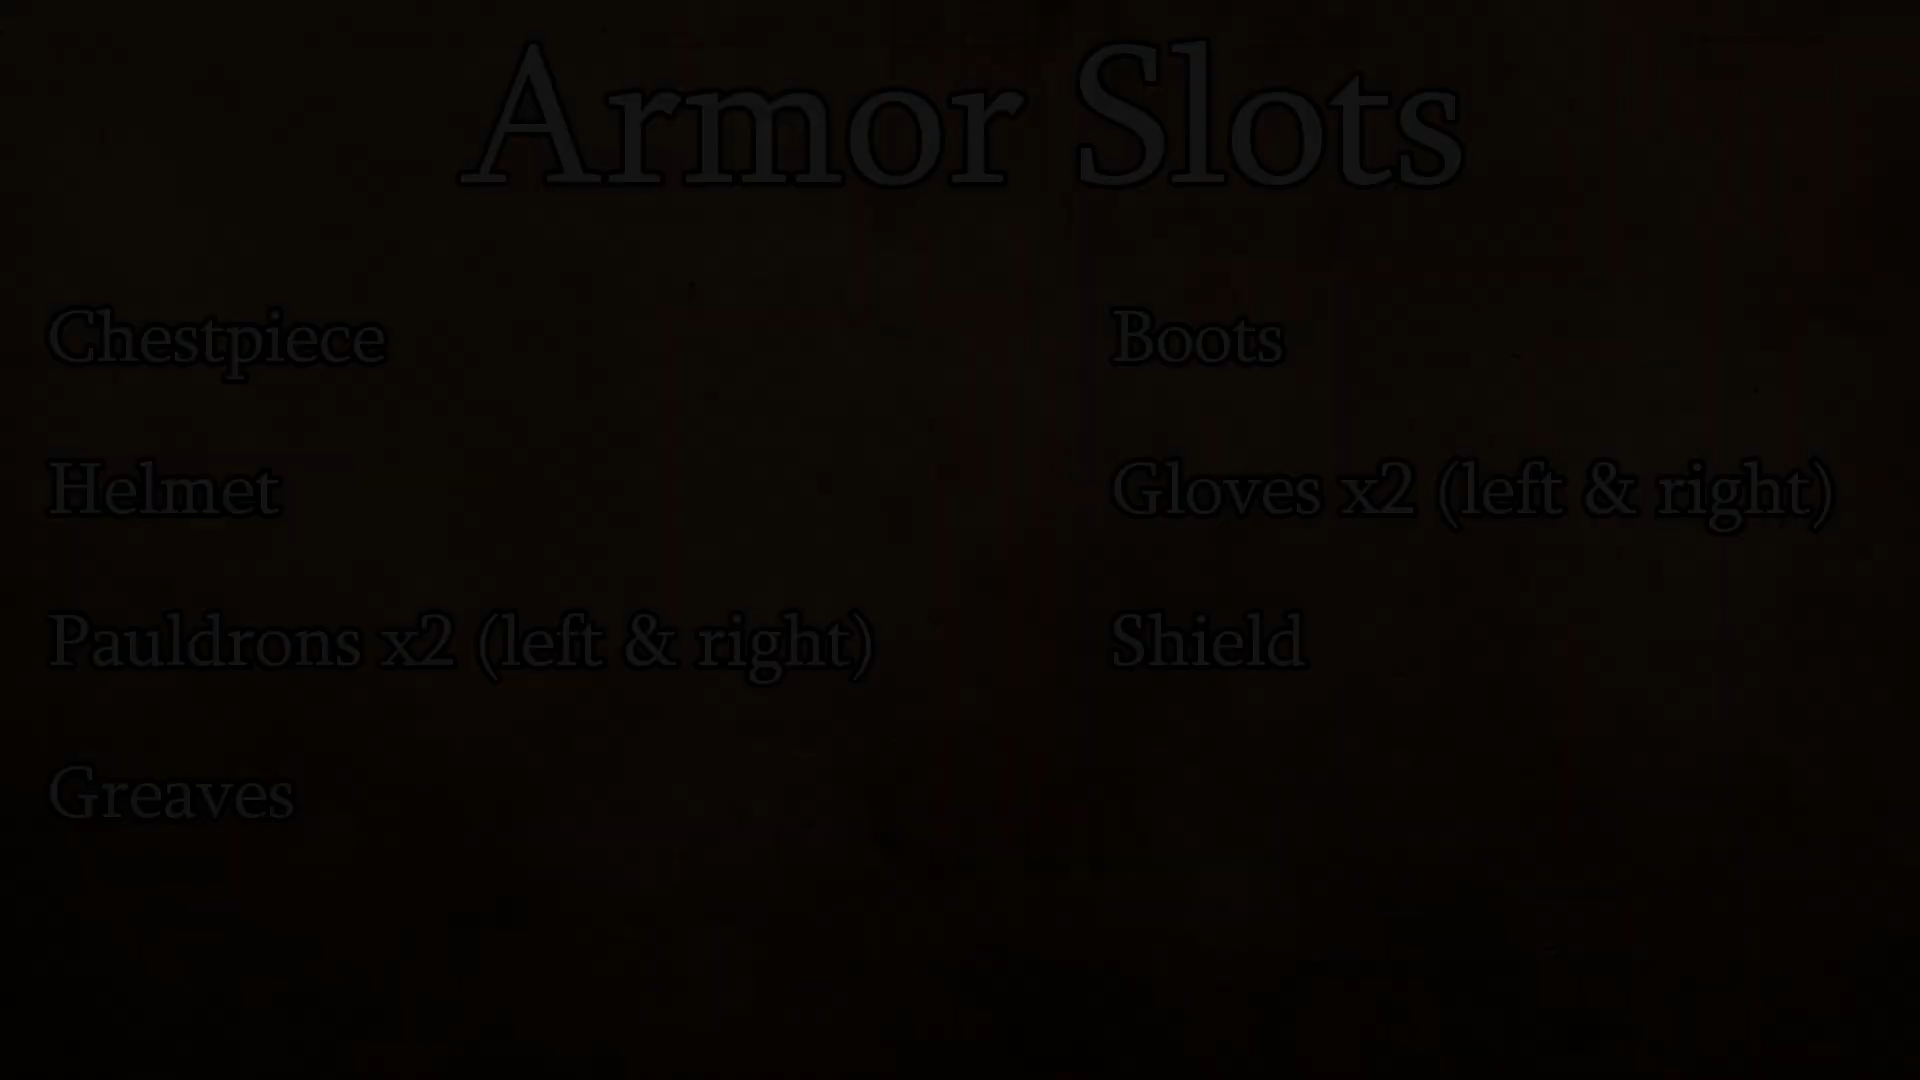 Armor Slots
Chestpiece
Helmet
Pauldrons x2 (left & right)
Greaves
Boots
Gloves x2 (left & right)
Shield